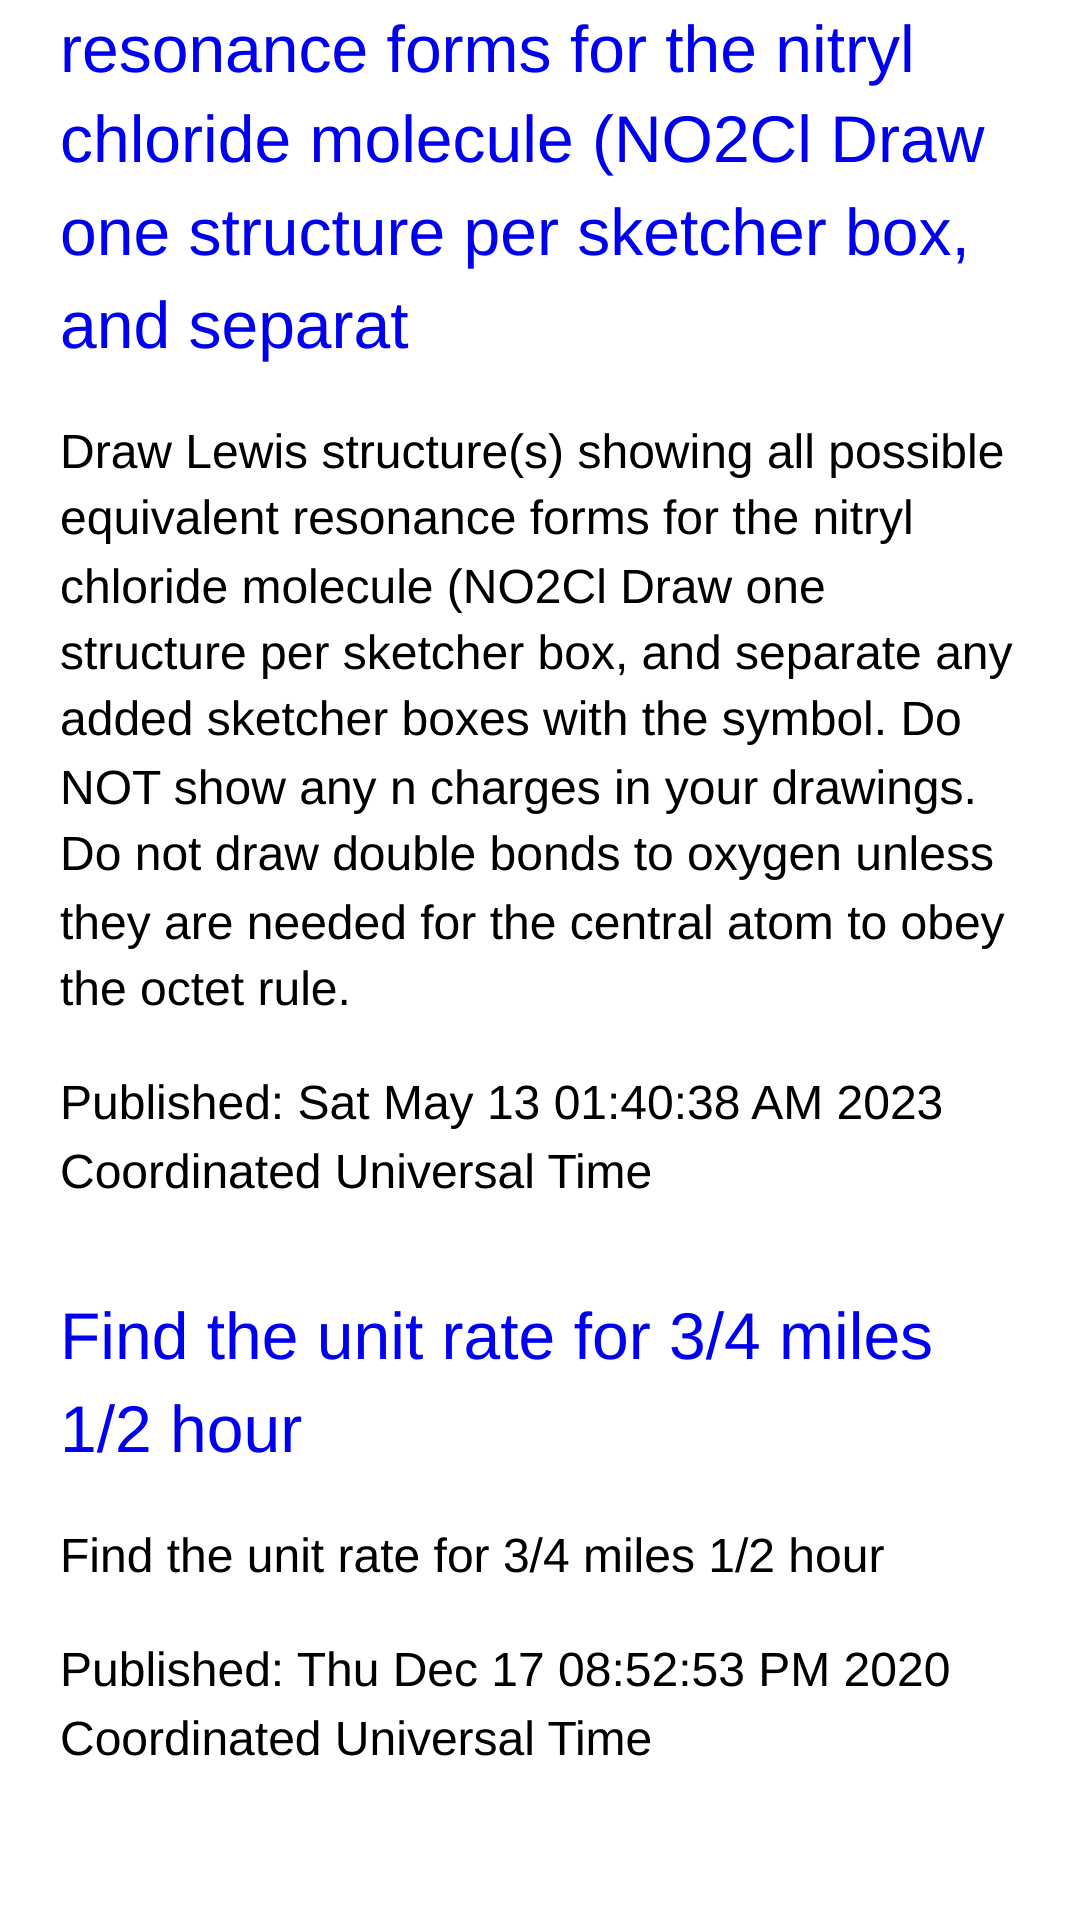 resonance forms for the nitryl
chloride molecule (NO2Cl Draw
one structure per sketcher box,
and separat
Draw Lewis structure(s) showing all possible
equivalent resonance forms for the nitryl
chloride molecule (NO2Cl Draw one
structure per sketcher box, and separate any
added sketcher boxes with the symbol. Do
NOT show any n charges in your drawings.
Do not draw double bonds to oxygen unless
they are needed for the central atom to obey
the octet rule.
Published: Sat May 13 01:40:38 AM 2023
Coordinated Universal Time
Find the unit rate for 3/4 miles
1/2 hour
Find the unit rate for 3/4 miles 1/2 hour
Published: Thu Dec 17 08:52:53 PM 2020
Coordinated Universal Time